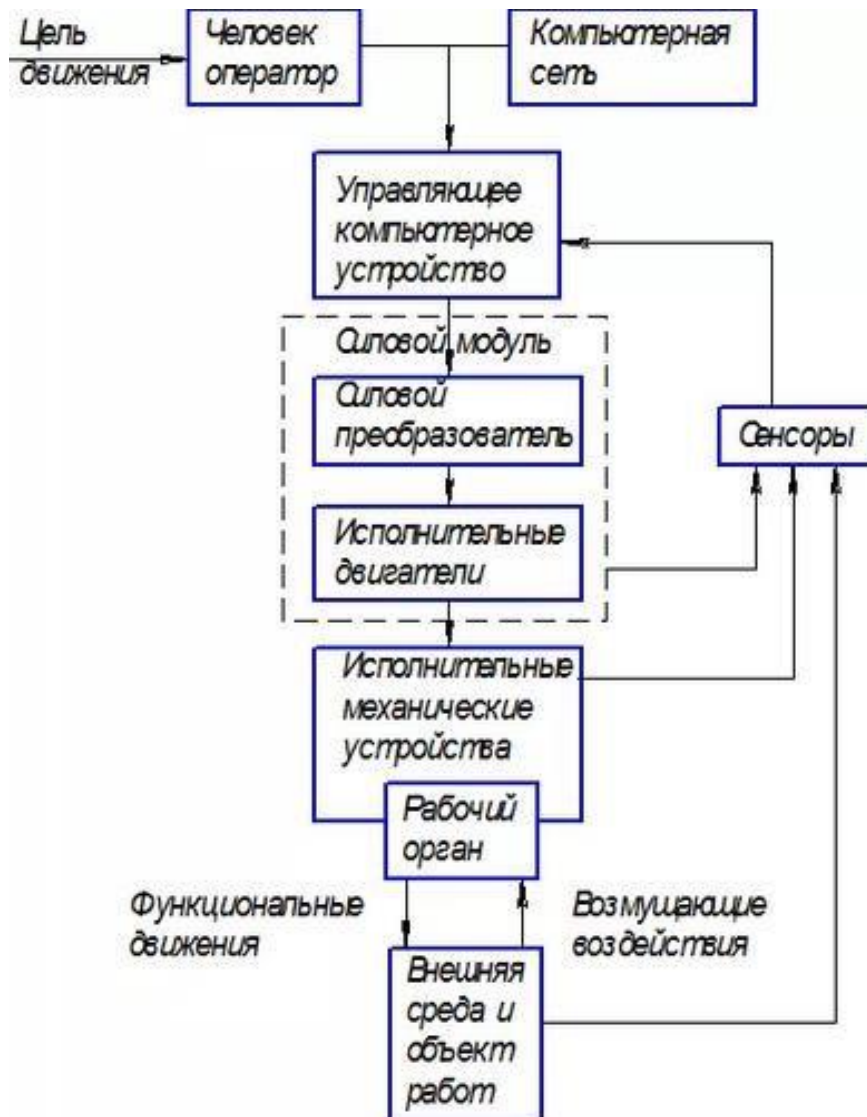 Цель
движения
Человек
оператор
Компьютерная
сеть
Управляющее
компьютерное
устройство
Силовой модуль
Силовой
преобразователь
Сенсоры
Исполнительные
двигатели
Исполнительные
механические
устройства
Рабочий
орган
Функциональные
движения
Возмущающие
воздействия
Внешняя
среда и
объект
работ